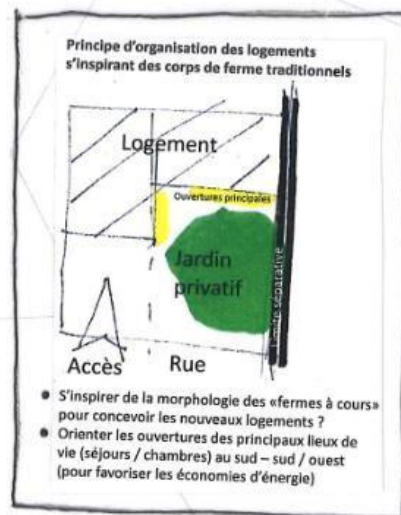 Principe d'organisation des logements
s'inspirant des corps de ferme traditionnels
Logement
Ouvertures principales
Jardin
privatif
Limite séparative
Accès
Rue
● S'inspirer de la morphologie des «fermes à cours»
pour concevoir les nouveaux logements ?
● Orienter les ouvertures des principaux lieux de
vie (séjours / chambres) au sud – sud / ouest
(pour favoriser les économies d'énergie)